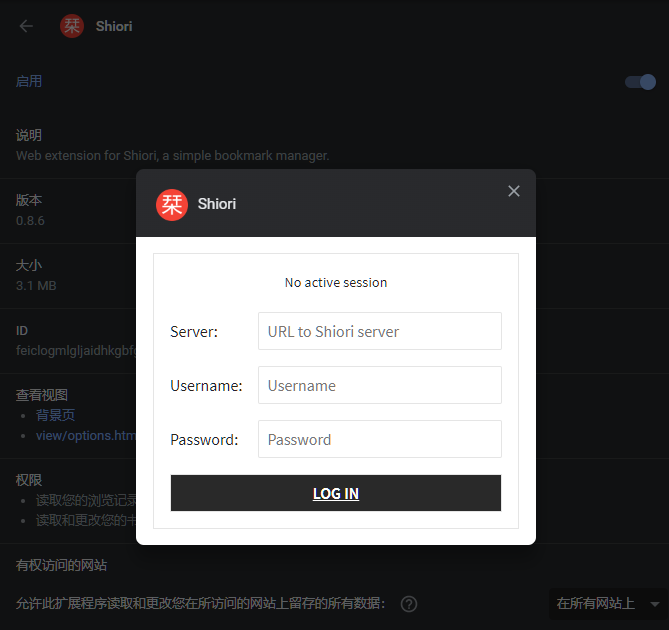 栞 Shiori
启用
说明
Web extension for Shiori, a simple bookmark manager.
版本
0.8.6
大小
3.1 MB
ID
feiclogmlgljaidhkgbf
查看视图
背景页
view/options.htm
权限
读取您的浏览记录
读取和更改您的
有权访问的网站
允许此扩展程序读取和更改您在所访问的网站上留存的所有数据： ?
在所有网站上
栞 Shiori
No active session
Server: URL to Shiori server
Username: Username
Password: Password
LOG IN